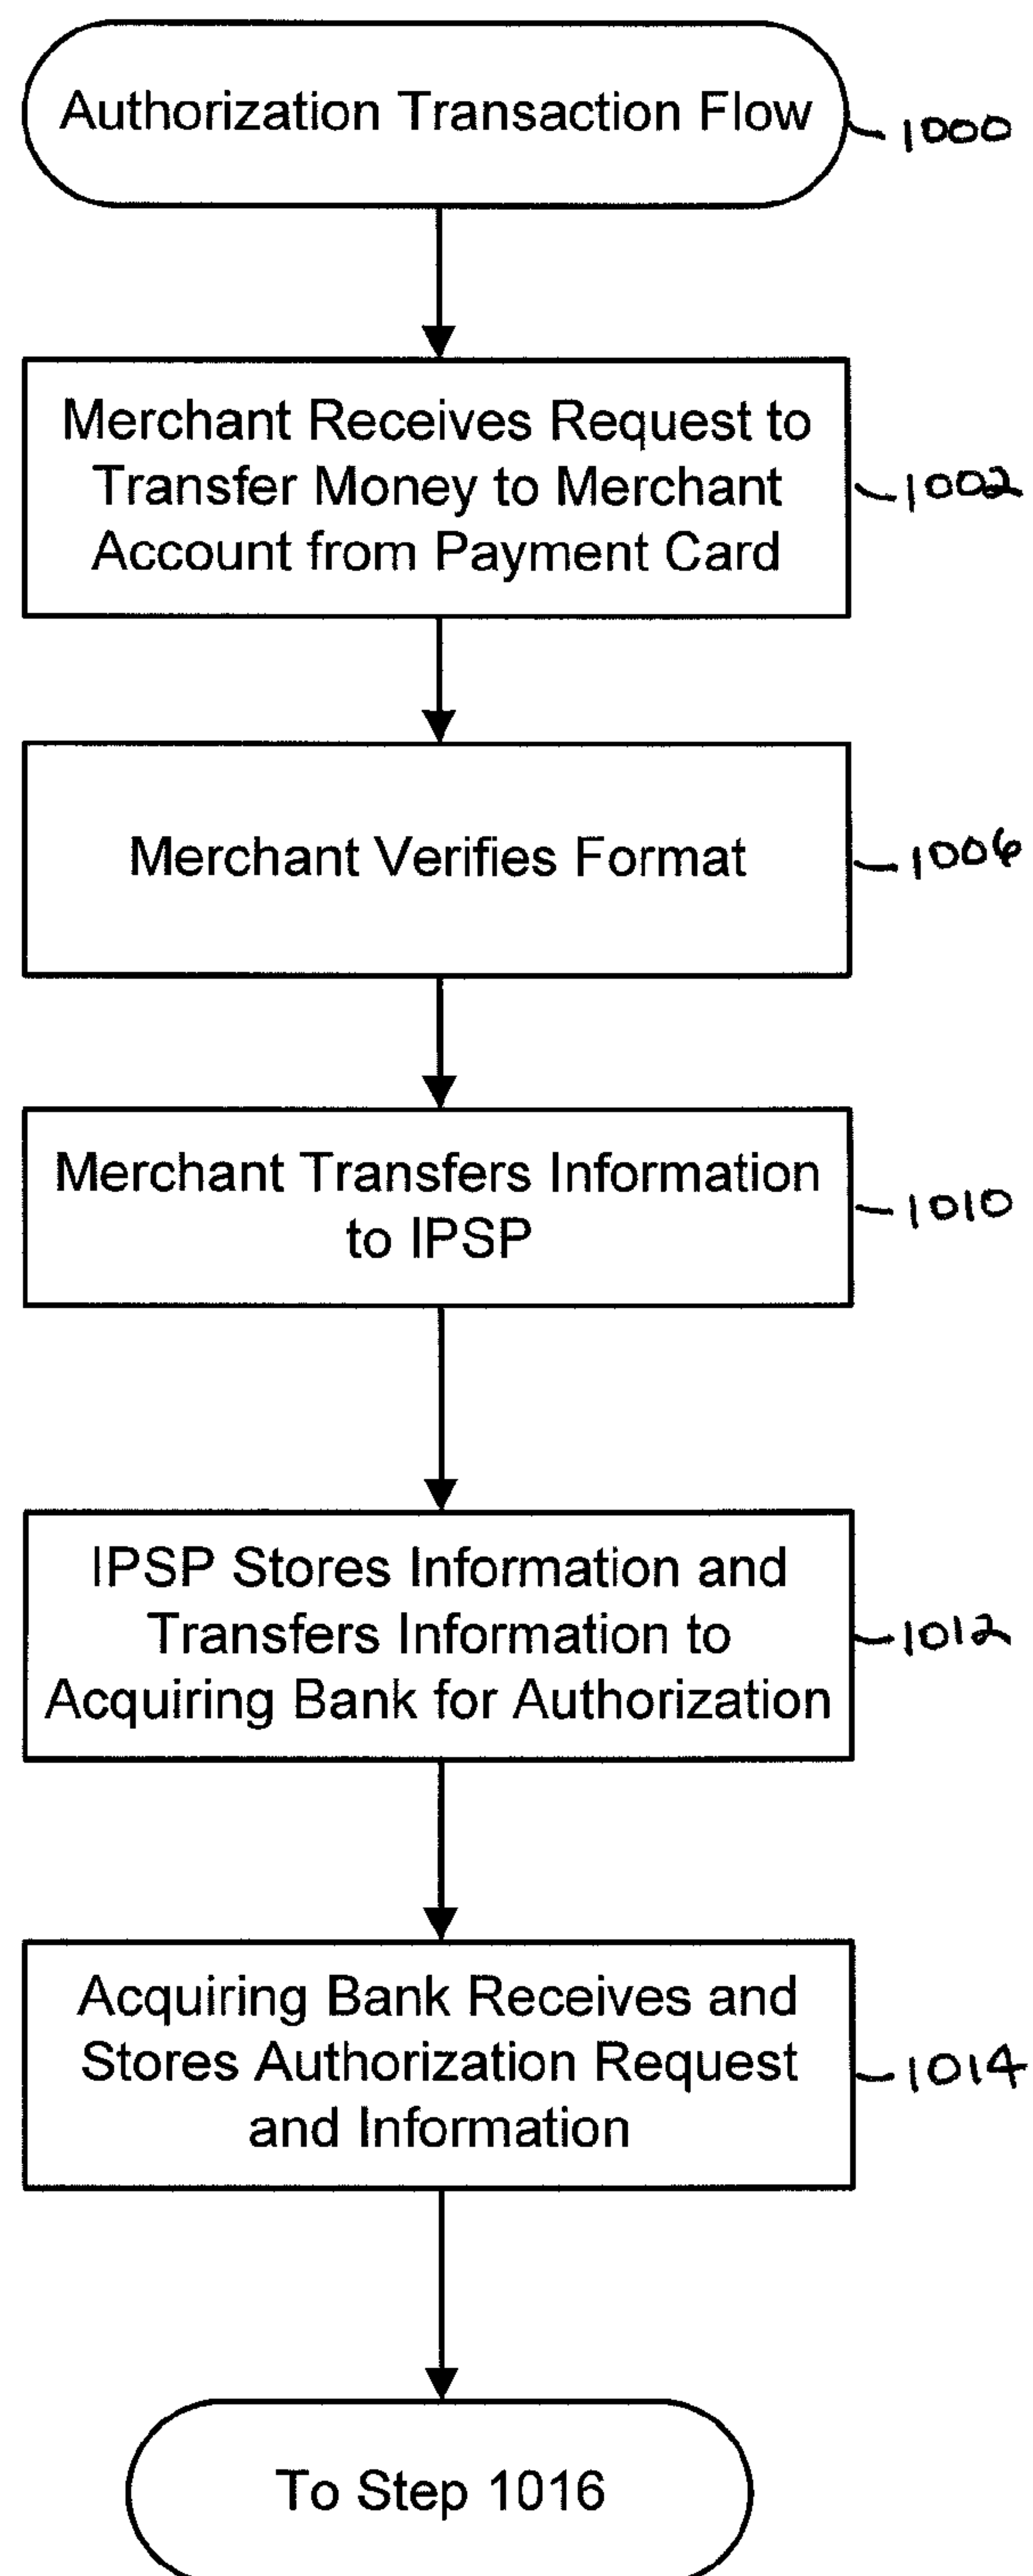 Authorization Transaction Flow
1000
Merchant Receives Request to
Transfer Money to Merchant
Account from Payment Card
1002
Merchant Verifies Format
1006
Merchant Transfers Information
to IPSP
1010
IPSP Stores Information and
Transfers Information to
Acquiring Bank for Authorization
1012
Acquiring Bank Receives and
Stores Authorization Request
and Information
1014
To Step 1016